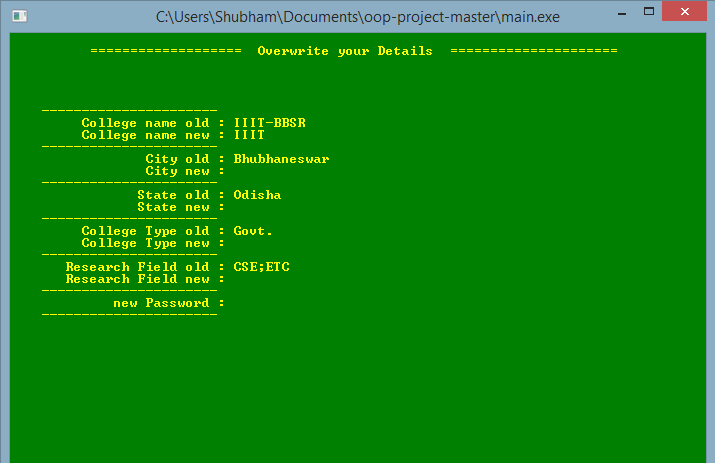 C:\Users\Shubham\Documents\oop-project-master\main.exe
=================== Overwrite your Details =====================
----------------------
College name old : IIIT-BBSR
College name new : IIIT
----------------------
City old : Bhubhaneswar
City new :
----------------------
State old : Odisha
State new :
----------------------
College Type old : Govt.
College Type new :
----------------------
Research Field old : CSE;ETC
Research Field new :
----------------------
new Password :
----------------------